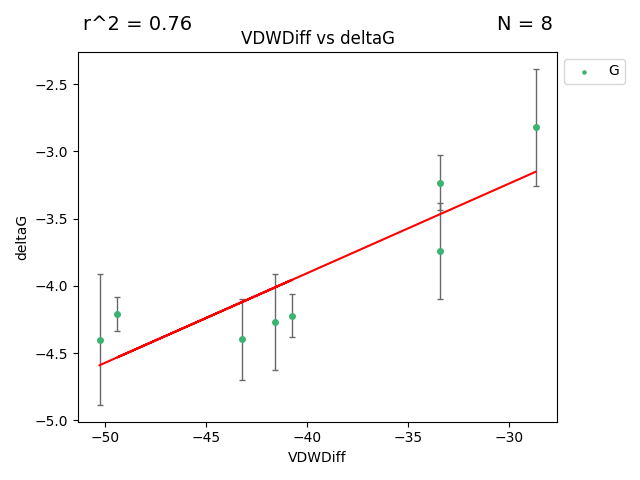 r^2 = 0.76
N = 8
VDWDiff vs deltaG
G
−2.5
−3.0
−3.5
−4.0
−4.5
−5.0
deltaG
−50
−45
−40
−35
−30
VDWDiff